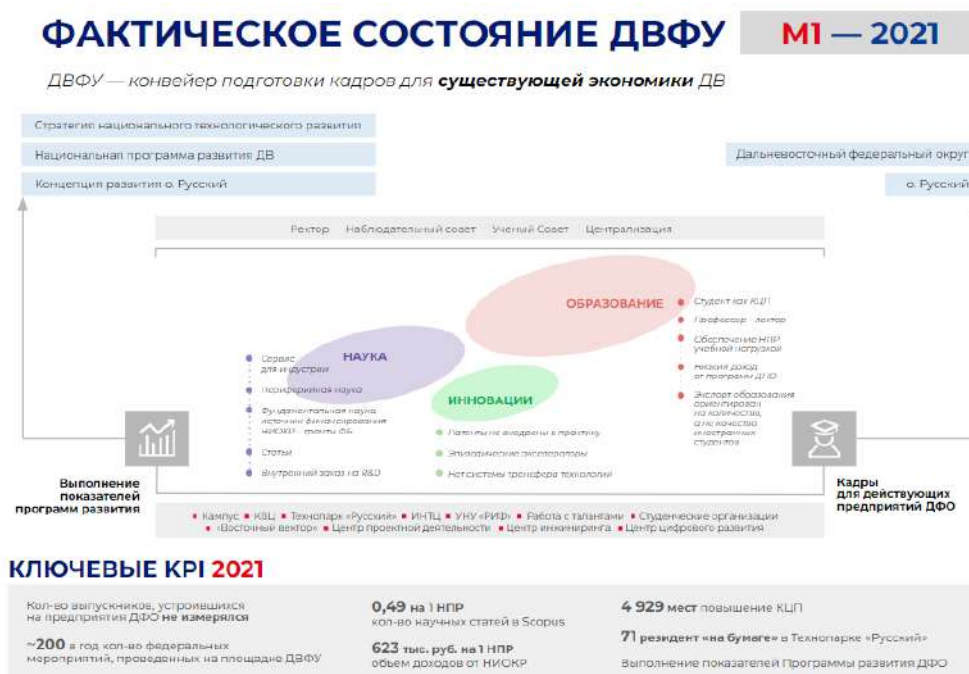 ФАКТИЧЕСКОЕ СОСТОЯНИЕ ДВФУ
М1 — 2021
ДВФУ — конвейер подготовки кадров для существующей экономики ДВ
Стратегия национального технологического развития
Национальная программа развития ДВ
Концепция развития о. Русский
Дальневосточный федеральный округ
о. Русский
Ректор Наблюдательный совет Ученый Совет Централизация
ОБРАЗОВАНИЕ
Студент как КЦП
Профессор - лектор
Обеспечение НПР
учебной нагрузкой
Низкий доход
от программ ДПО
Экспорт образования
ориентирован
на количество,
а не качество
иностранных
студентов
НАУКА
Сервис
для индустрии
Периферийная наука
Фундаментальная наука
источник финансирования
НИОКР - гранты ФБ
Статьи
Внутренний заказ на R&D
ИННОВАЦИИ
Патенты не внедрены в практику
Эпизодические акселераторы
Нет системы трансфера технологий
Выполнение
показателей
программ развития
Кадры
для действующих
предприятий ДФО
Кампус ■ КВЦ ■ Технопарк «Русский» ■ ИНТЦ ■ УНУ «РИФ» ■ Работа с талантами ■ Студенческие организации
■ «Восточный вектор» ■ Центр проектной деятельности ■ Центр инжиниринга ■ Центр цифрового развития
КЛЮЧЕВЫЕ KPI 2021
Кол-во выпускников, устроившихся
на предприятия ДФО не измерялся
~200 в год кол-во федеральных
мероприятий, проведенных на площадке ДВФУ
0,49 на 1 НПР
кол-во научных статей в Scopus
623 тыс. руб. на 1 НПР
объем доходов от НИОКР
4 929 мест повышение КЦП
71 резидент «на бумаге» в Технопарке «Русский»
Выполнение показателей Программы развития ДФО